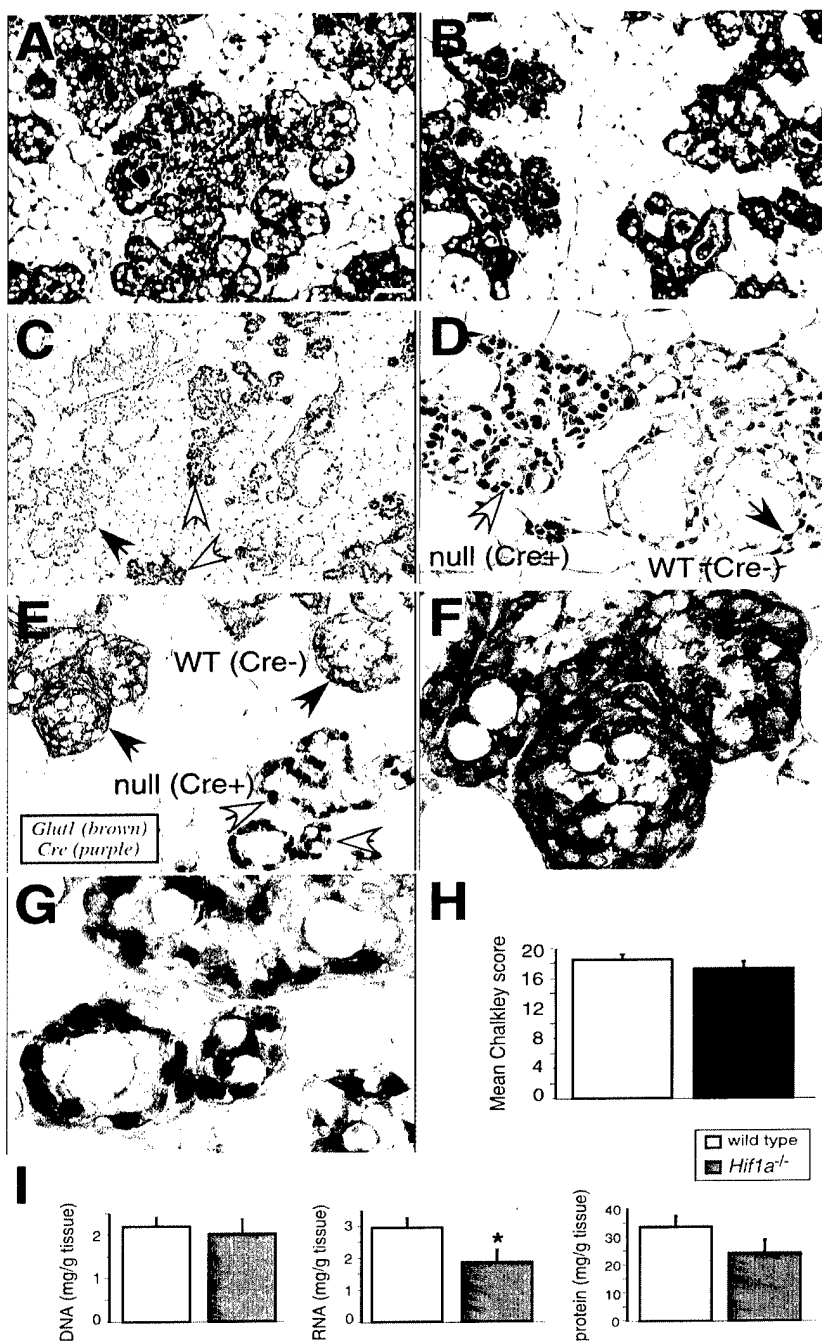 A
B
C
D
null (Cre+)
WT (Cre-)
E
WT (Cre-)
null (Cre+)
Glut1 (brown)
Cre (purple)
F
G
H
Mean Chalkley score
20
16
12
8
4
0
wild type
Hif1a-/-
I
DNA (mg/g tissue)
2
1
0
RNA (mg/g tissue)
3
2
1
0
*
protein (mg/g tissue)
40
30
20
10
0